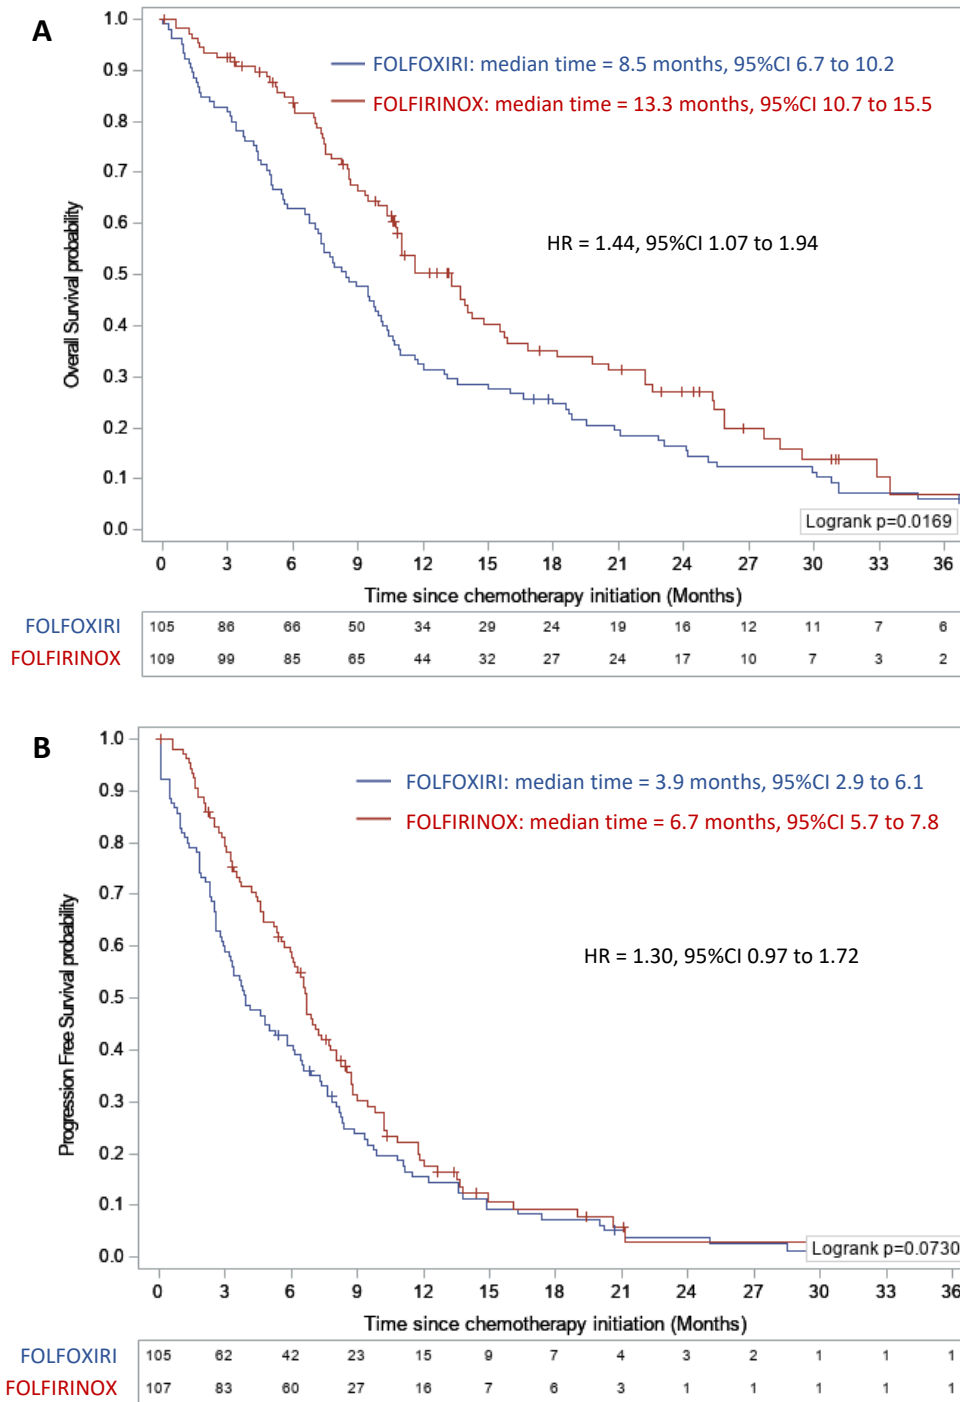 A
1.0
FOLFOXIRI: median time = 8.5 months, 95%CI 6.7 to 10.2
0.9
FOLFIRINOX: median time = 13.3 months, 95%CI 10.7 to 15.5
0.8
0.7
0.6
HR = 1.44, 95%CI 1.07 to 1.94
0.5
0.4
0.3
0.2
0.1
0.0
Overall Survival probability
Logrank p=0.0169
0 3 6 9 12 15 18 21 24 27 30 33 36
Time since chemotherapy initiation (Months)
FOLFOXIRI 105 86 66 50 34 29 24 19 16 12 11 7 6
FOLFIRINOX 109 99 85 65 44 32 27 24 17 10 7 3 2
B
1.0
FOLFOXIRI: median time = 3.9 months, 95%CI 2.9 to 6.1
0.9
FOLFIRINOX: median time = 6.7 months, 95%CI 5.7 to 7.8
0.8
0.7
0.6
HR = 1.30, 95%CI 0.97 to 1.72
0.5
0.4
0.3
0.2
0.1
0.0
Progression Free Survival probability
Logrank p=0.0730
0 3 6 9 12 15 18 21 24 27 30 33 36
Time since chemotherapy initiation (Months)
FOLFOXIRI 105 62 42 23 15 9 7 4 3 2 1 1 1
FOLFIRINOX 107 83 60 27 16 7 6 3 1 1 1 1 1